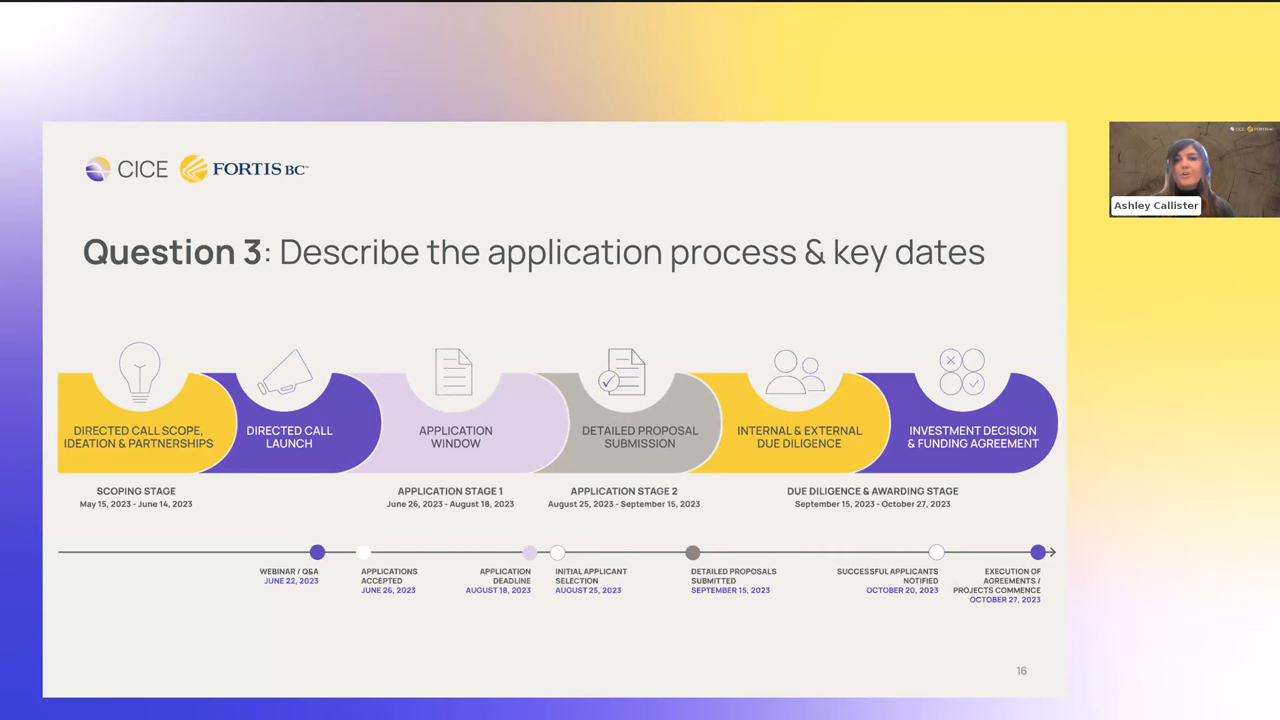 CICE FORTIS BC™
Question 3: Describe the application process & key dates
DIRECTED CALL SCOPE,
IDEATION & PARTNERSHIPS
DIRECTED CALL
LAUNCH
APPLICATION
WINDOW
DETAILED PROPOSAL
SUBMISSION
INTERNAL & EXTERNAL
DUE DILIGENCE
INVESTMENT DECISION
& FUNDING AGREEMENT
SCOPING STAGE
May 15, 2023 - June 14, 2023
APPLICATION STAGE 1
June 26, 2023 - August 18, 2023
APPLICATION STAGE 2
August 25, 2023 - September 15, 2023
DUE DILIGENCE & AWARDING STAGE
September 15, 2023 - October 27, 2023
WEBINAR / Q&A
JUNE 22, 2023
APPLICATIONS
ACCEPTED
JUNE 26, 2023
APPLICATION
DEADLINE
AUGUST 18, 2023
INITIAL APPLICANT
SELECTION
AUGUST 25, 2023
DETAILED PROPOSALS
SUBMITTED
SEPTEMBER 15, 2023
SUCCESSFUL APPLICANTS
NOTIFIED
OCTOBER 20, 2023
EXECUTION OF
AGREEMENTS /
PROJECTS COMMENCE
OCTOBER 27, 2023
16
Ashley Callister